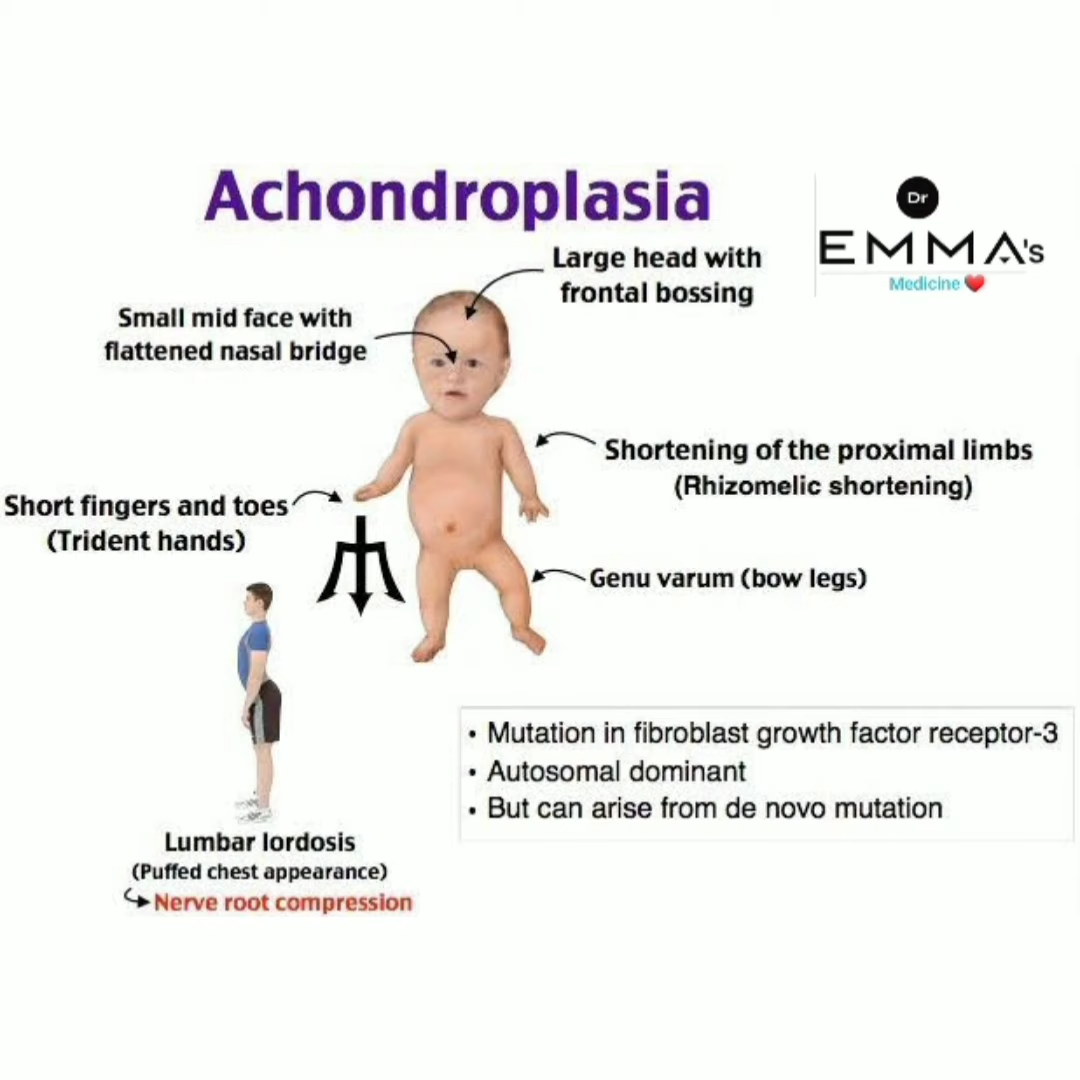 Achondroplasia
Dr
EMMA's
Medicine ❤️
Large head with
frontal bossing
Small mid face with
flattened nasal bridge
Shortening of the proximal limbs
(Rhizomelic shortening)
Short fingers and toes
(Trident hands)
Genu varum (bow legs)
• Mutation in fibroblast growth factor receptor-3
• Autosomal dominant
• But can arise from de novo mutation
Lumbar lordosis
(Puffed chest appearance)
Nerve root compression